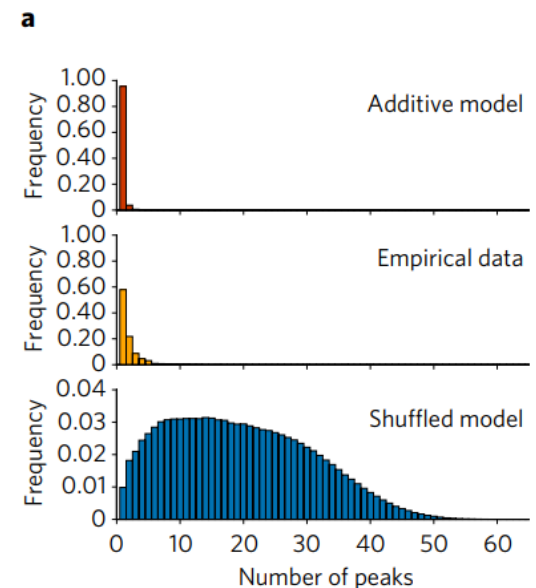 a
1.00
0.80
0.60
0.40
0.20
0
Frequency
Additive model
1.00
0.80
0.60
0.40
0.20
0
Frequency
Empirical data
0.04
0.03
0.02
0.01
0
Frequency
Shuffled model
0 10 20 30 40 50 60
Number of peaks